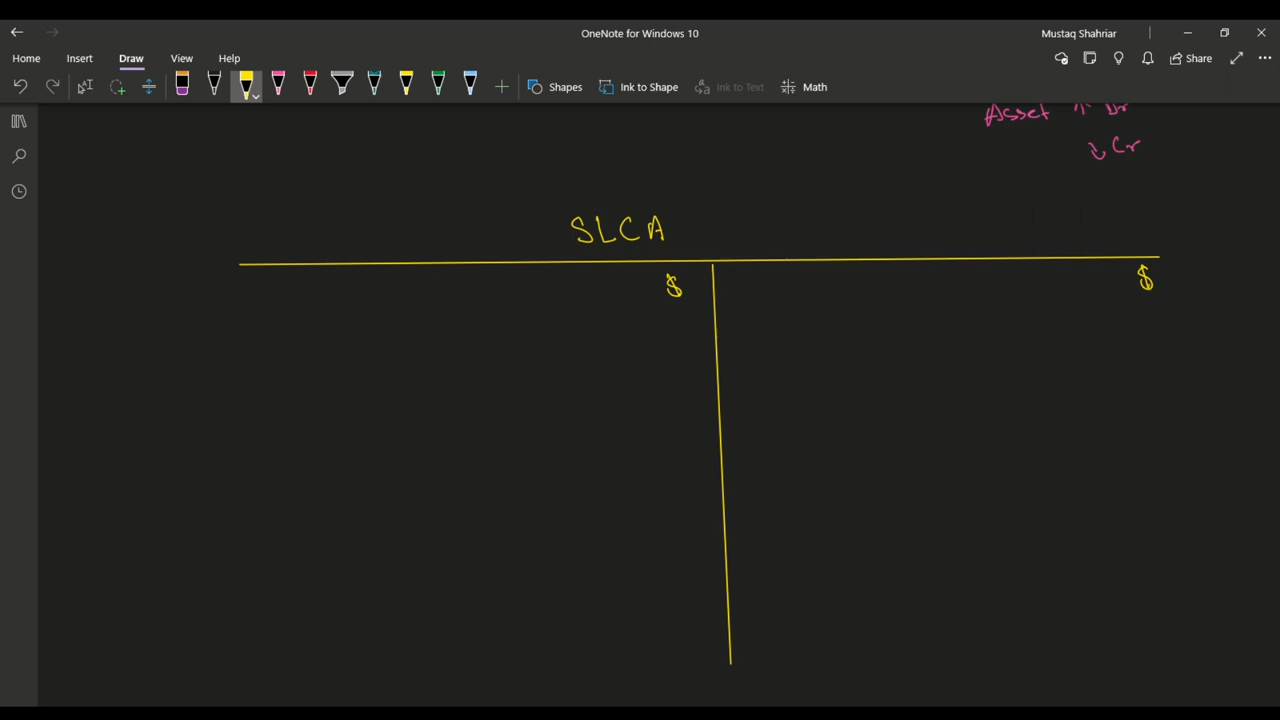 OneNote for Windows 10
Mustaq Shahriar
Home Insert Draw View Help
Share
Shapes Ink to Shape Ink to Text Math
Asset ↑ Dr
↓ Cr
SLCA
$ $